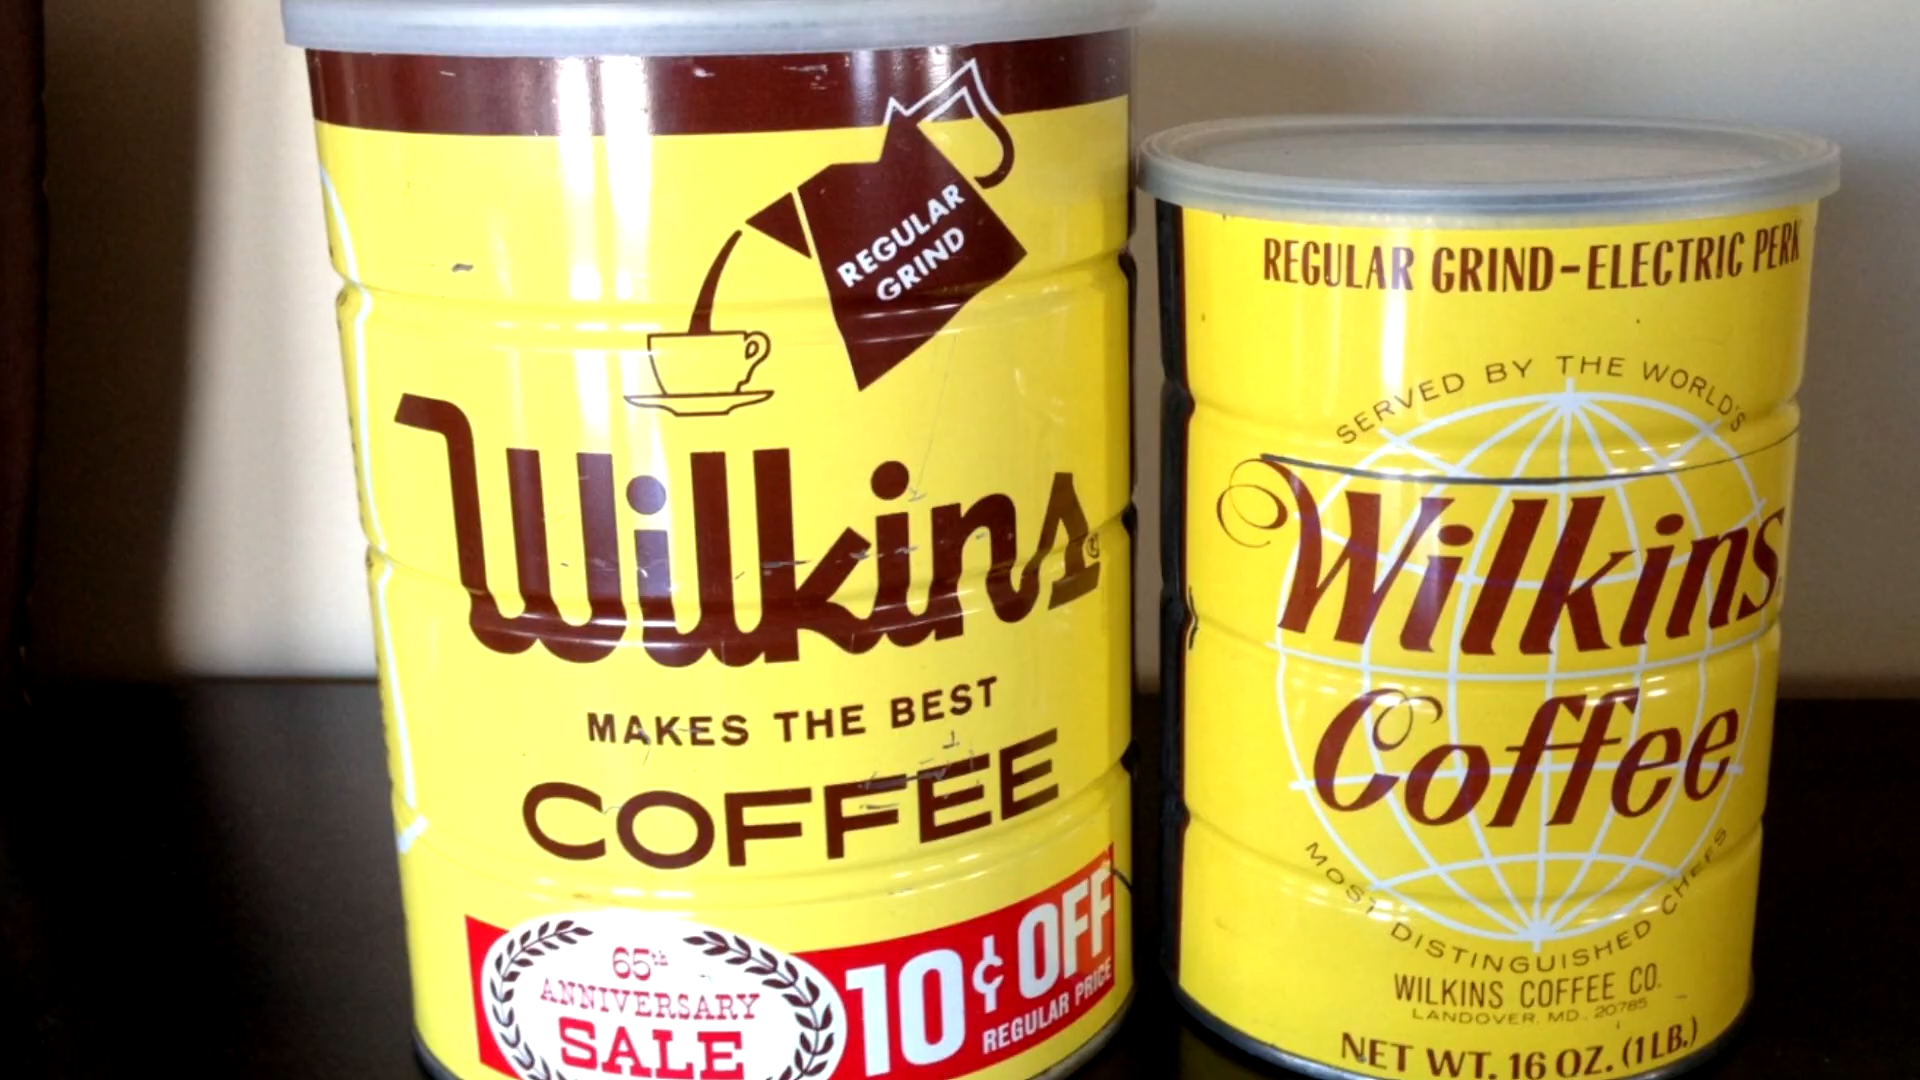 REGULAR
GRIND
Wilkins®
MAKES THE BEST
COFFEE
65th
ANNIVERSARY
SALE
10¢ OFF
REGULAR PRICE
REGULAR GRIND-ELECTRIC PERK
SERVED BY THE WORLD'S
Wilkins
Coffee
MOST DISTINGUISHED CHEFS
WILKINS COFFEE CO.
LANDOVER, MD. 20785
NET WT. 16 OZ. (1 LB.)